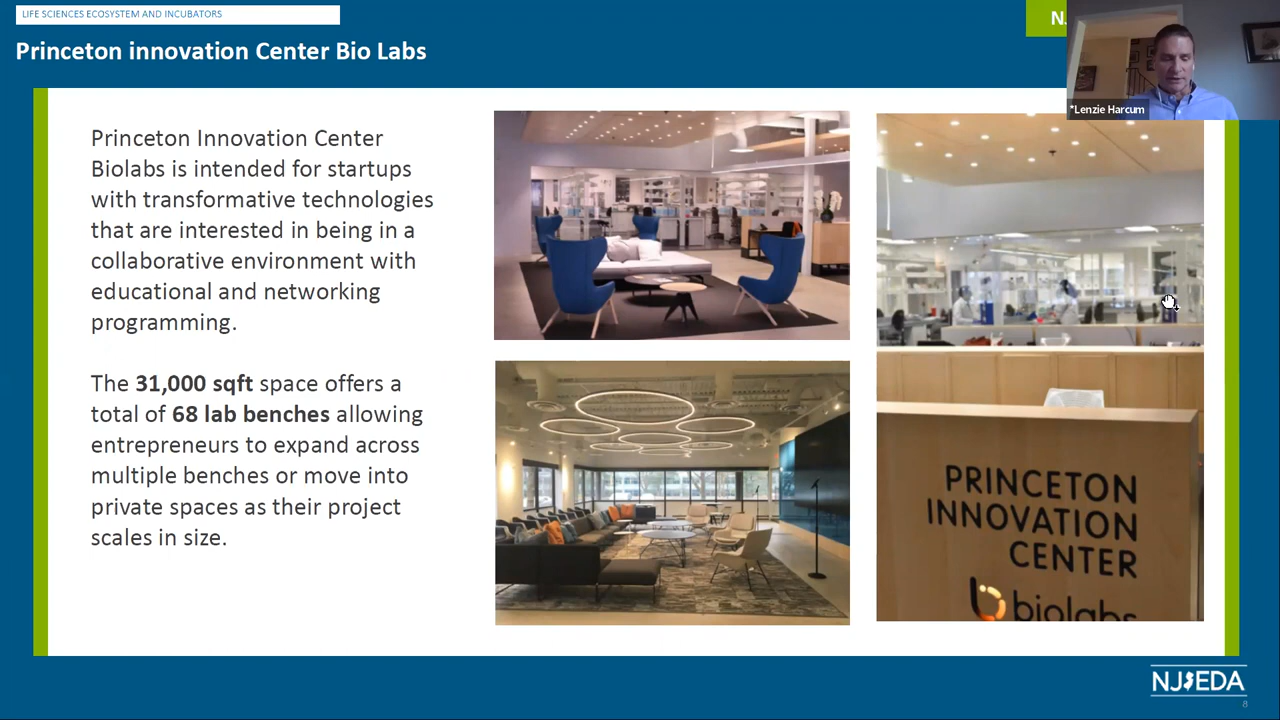 LIFE SCIENCES ECOSYSTEM AND INCUBATORS
Princeton innovation Center Bio Labs
*Lenzie Harcum
Princeton Innovation Center
Biolabs is intended for startups
with transformative technologies
that are interested in being in a
collaborative environment with
educational and networking
programming.
The 31,000 sqft space offers a
total of 68 lab benches allowing
entrepreneurs to expand across
multiple benches or move into
private spaces as their project
scales in size.
PRINCETON
INNOVATION
CENTER
biolabs
NJEDA
8